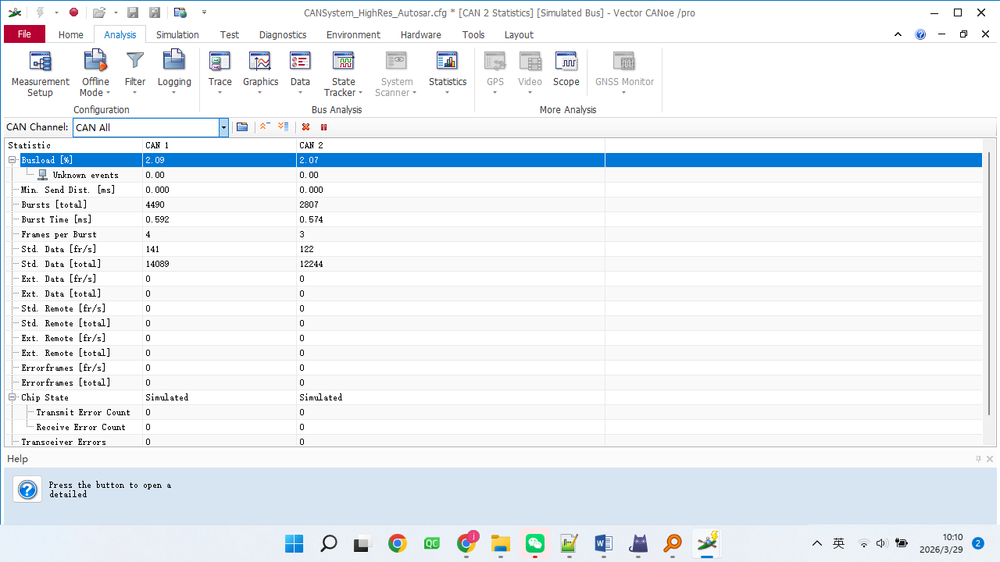 CANSystem_HighRes_Autosar.cfg * [CAN 2 Statistics] [Simulated Bus] - Vector CANoe /pro
File Home Analysis Simulation Test Diagnostics Environment Hardware Tools Layout
Measurement Setup Offline Mode Filter Logging Trace Graphics Data State Tracker System Scanner Statistics GPS Video Scope GNSS Monitor
Configuration Bus Analysis More Analysis
CAN Channel: CAN All
Statistic CAN 1 CAN 2
Busload [%] 2.09 2.07
Unknown events 0.00 0.00
Min. Send Dist. [ms] 0.000 0.000
Bursts [total] 4490 2807
Burst Time [ms] 0.592 0.574
Frames per Burst 4 3
Std. Data [fr/s] 141 122
Std. Data [total] 14089 12244
Ext. Data [fr/s] 0 0
Ext. Data [total] 0 0
Std. Remote [fr/s] 0 0
Std. Remote [total] 0 0
Ext. Remote [fr/s] 0 0
Ext. Remote [total] 0 0
Errorframes [fr/s] 0 0
Errorframes [total] 0 0
Chip State Simulated Simulated
Transmit Error Count 0 0
Receive Error Count 0 0
Transceiver Errors 0 0
Help
Press the button to open a
detailed
QC j 英 10:10
2026/3/29 2